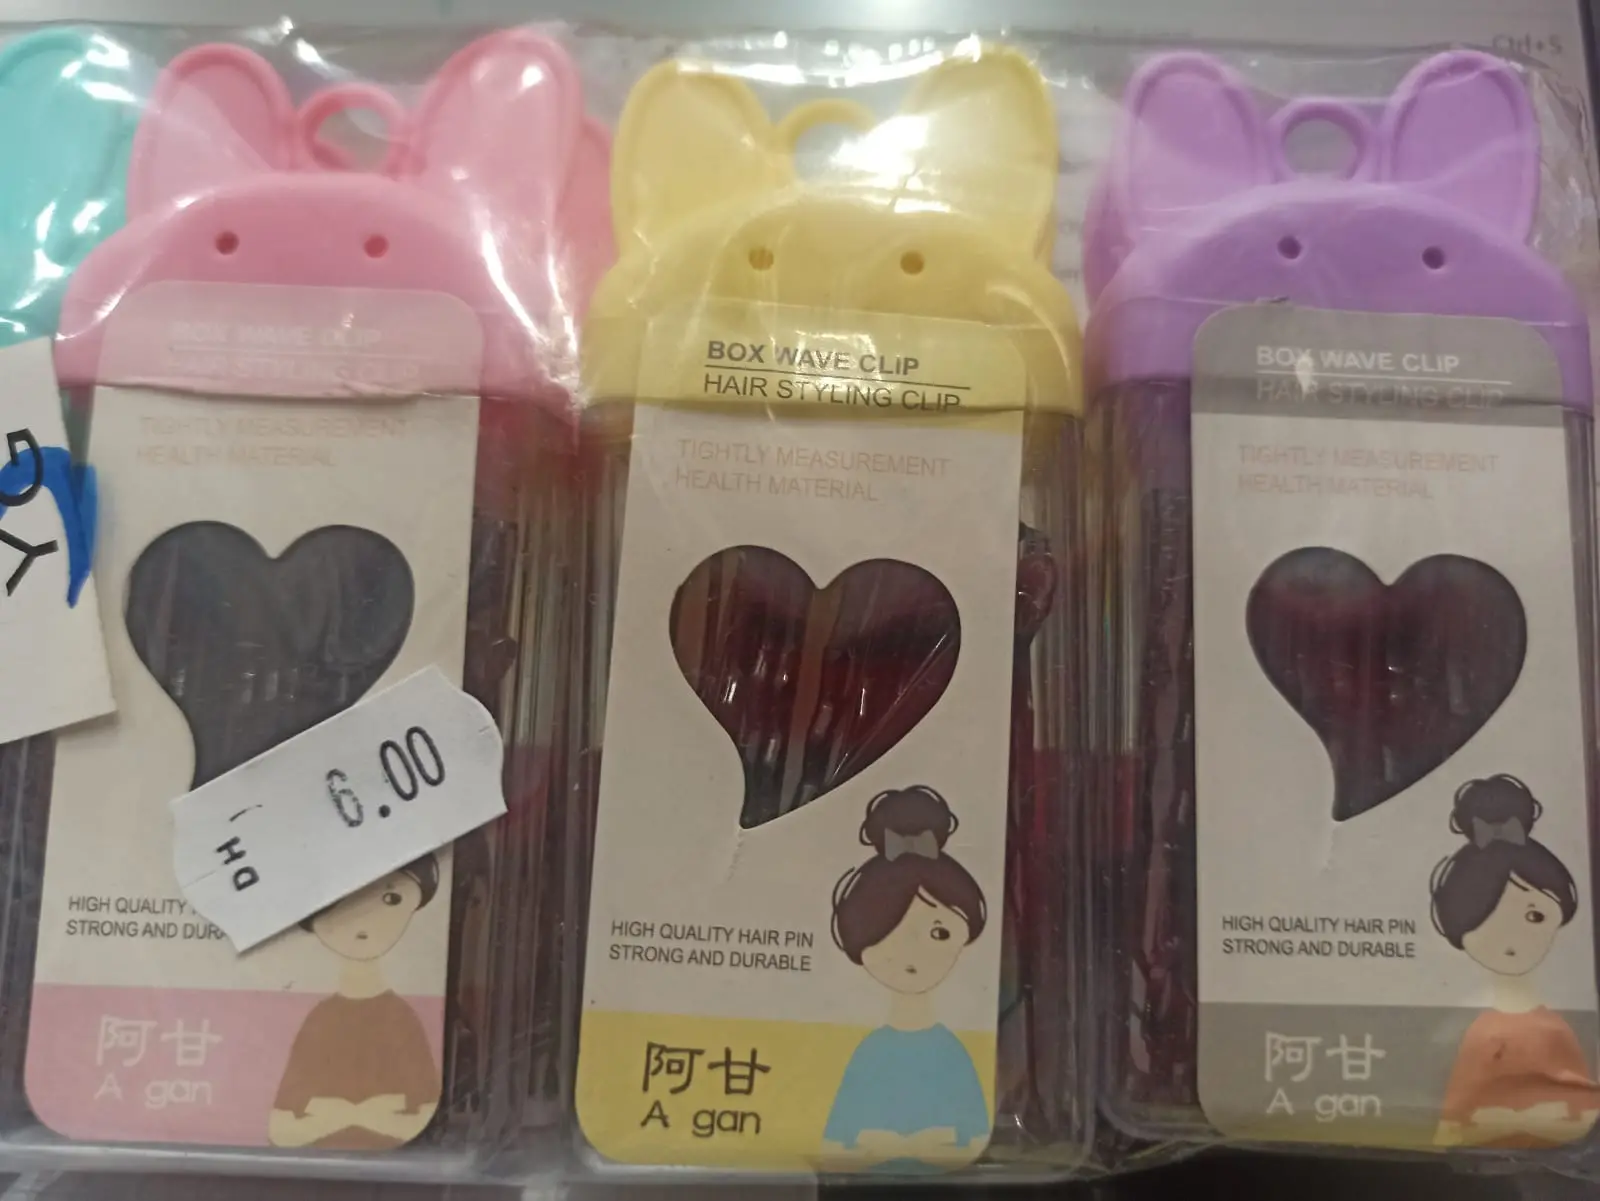 Ctrl+S
BOX WAVE CLIP
HAIR STYLING CLIP
TIGHTLY MEASUREMENT
HEALTH MATERIAL
6.00
DH
HIGH QUALITY
STRONG AND
阿甘
A gan
BOX WAVE CLIP
HAIR STYLING CLIP
TIGHTLY MEASUREMENT
HEALTH MATERIAL
HIGH QUALITY HAIR PIN
STRONG AND DURABLE
阿甘
A gan
BOX WAVE CLIP
HAIR STYLING CLIP
TIGHTLY MEASUREMENT
HEALTH MATERIAL
HIGH QUALITY HAIR PIN
STRONG AND DURABLE
阿甘
A gan